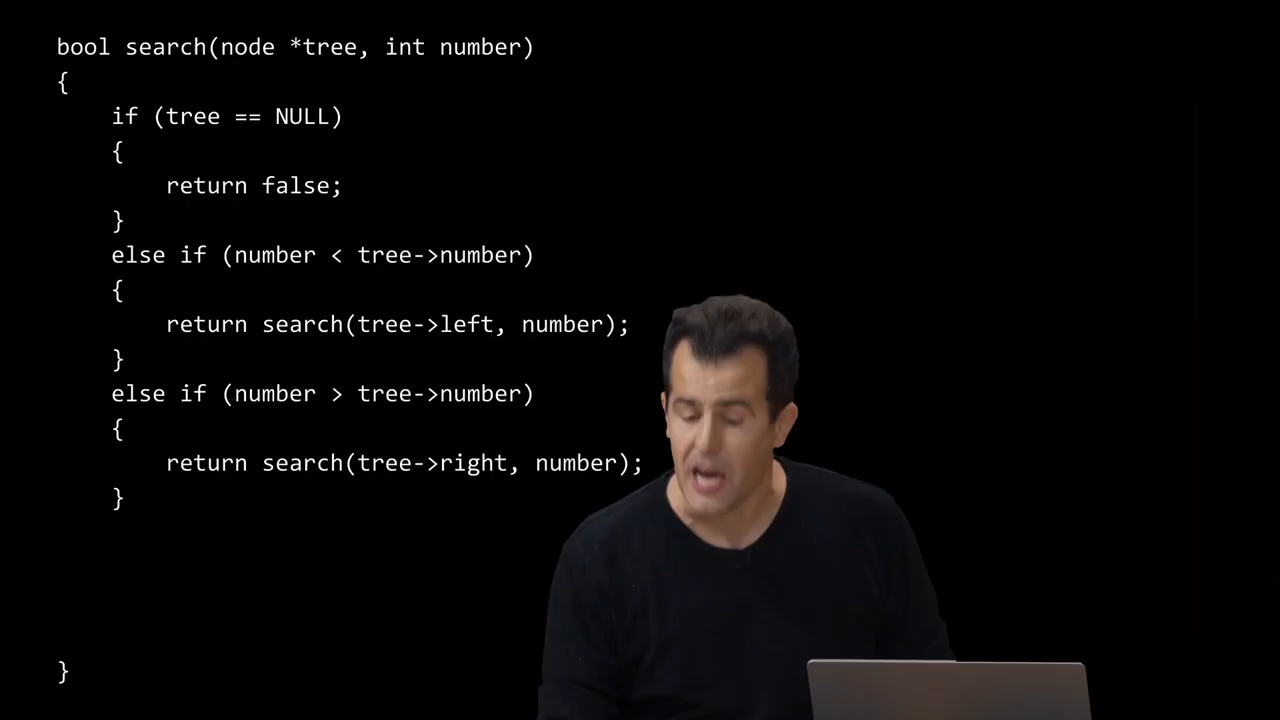 bool search(node *tree, int number)
{
    if (tree == NULL)
    {
        return false;
    }
    else if (number < tree->number)
    {
        return search(tree->left, number);
    }
    else if (number > tree->number)
    {
        return search(tree->right, number);
    }
}